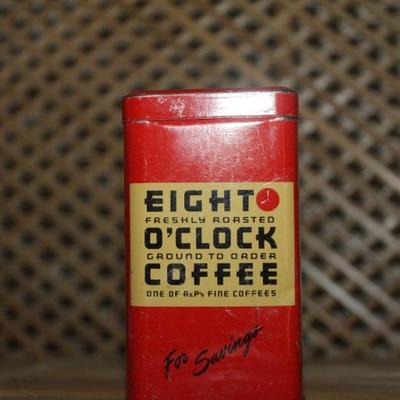 EIGHT
FRESHLY ROASTED
O'CLOCK
GROUND TO ORDER
COFFEE
ONE OF A&P's FINE COFFEES
For Savings